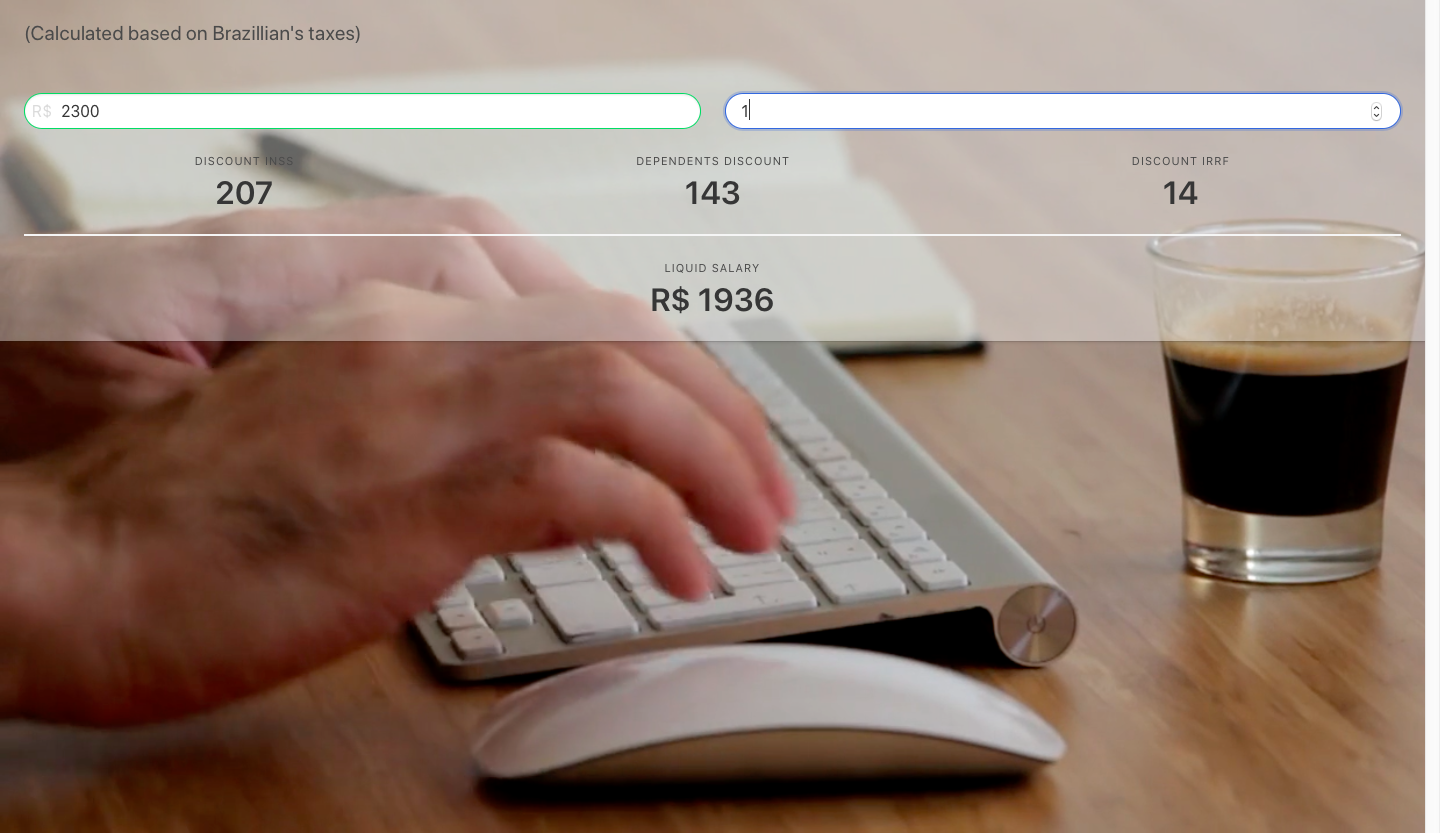 (Calculated based on Brazillian's taxes)
R$ 2300
1
DISCOUNT INSS
207
DEPENDENTS DISCOUNT
143
DISCOUNT IRRF
14
LIQUID SALARY
R$ 1936